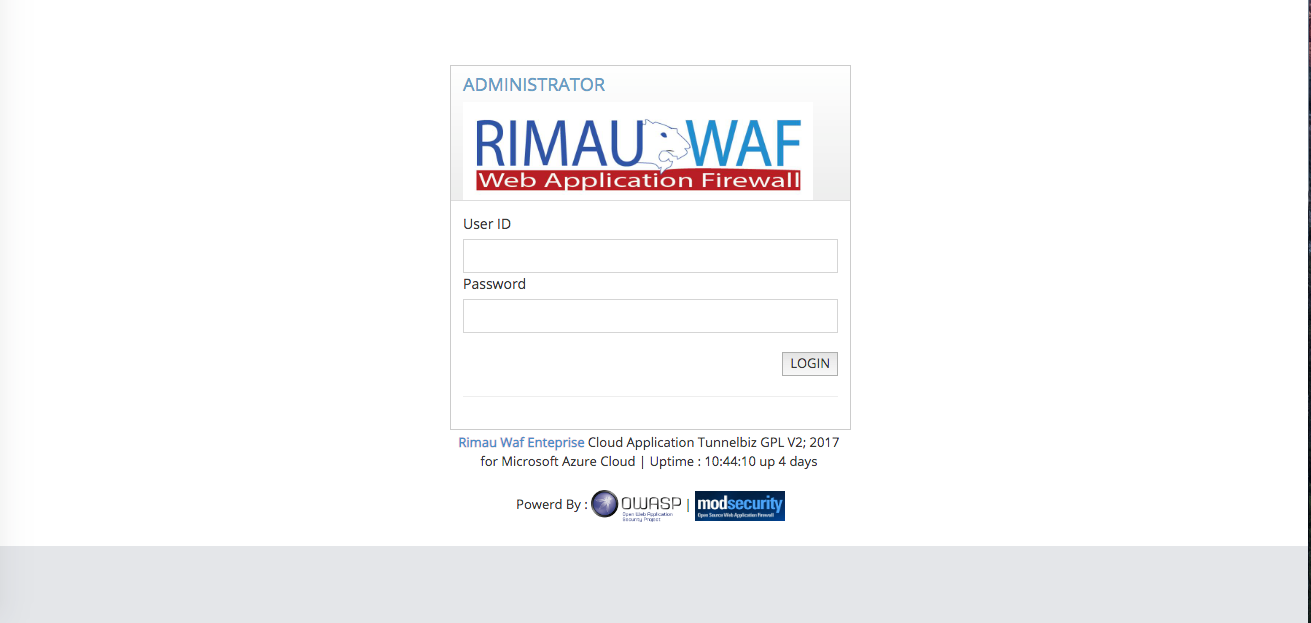 ADMINISTRATOR
RIMAU WAF
Web Application Firewall
User ID
Password
LOGIN
Rimau Waf Enteprise Cloud Application Tunnelbiz GPL V2; 2017
for Microsoft Azure Cloud | Uptime : 10:44:10 up 4 days
Powerd By : OWASP | modsecurity
Open Web Application
Security Project
Open Source Web Application Firewall